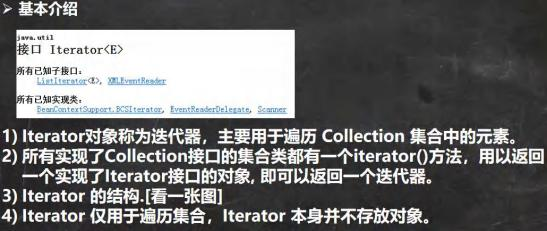 ➢ 基本介绍
java.util
接口 Iterator<E>
所有已知子接口：
ListIterator<E>, XMLEventReader
所有已知实现类：
BeanContextSupport.BCSIterator, EventReaderDelegate, Scanner
1) Iterator对象称为迭代器，主要用于遍历 Collection 集合中的元素。
2) 所有实现了Collection接口的集合类都有一个iterator()方法，用以返回
一个实现了Iterator接口的对象, 即可以返回一个迭代器。
3) Iterator 的结构.[看一张图]
4) Iterator 仅用于遍历集合，Iterator 本身并不存放对象。